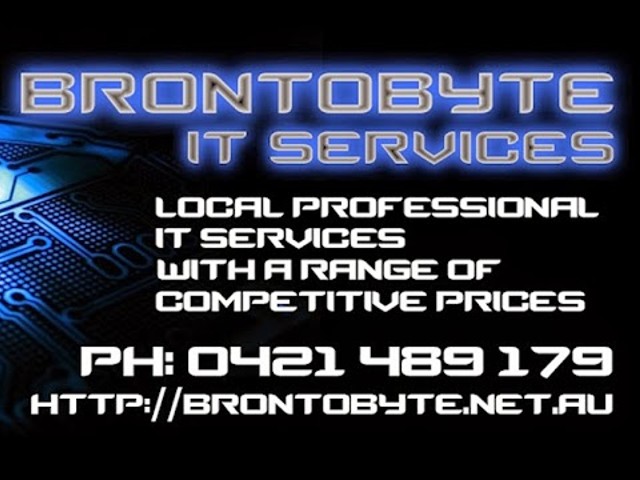 BRONTOBYTE
IT SERVICES
LOCAL PROFESSIONAL
IT SERVICES
WITH A RANGE OF
COMPETITIVE PRICES
PH: 0421 489 179
HTTP://BRONTOBYTE.NET.AU